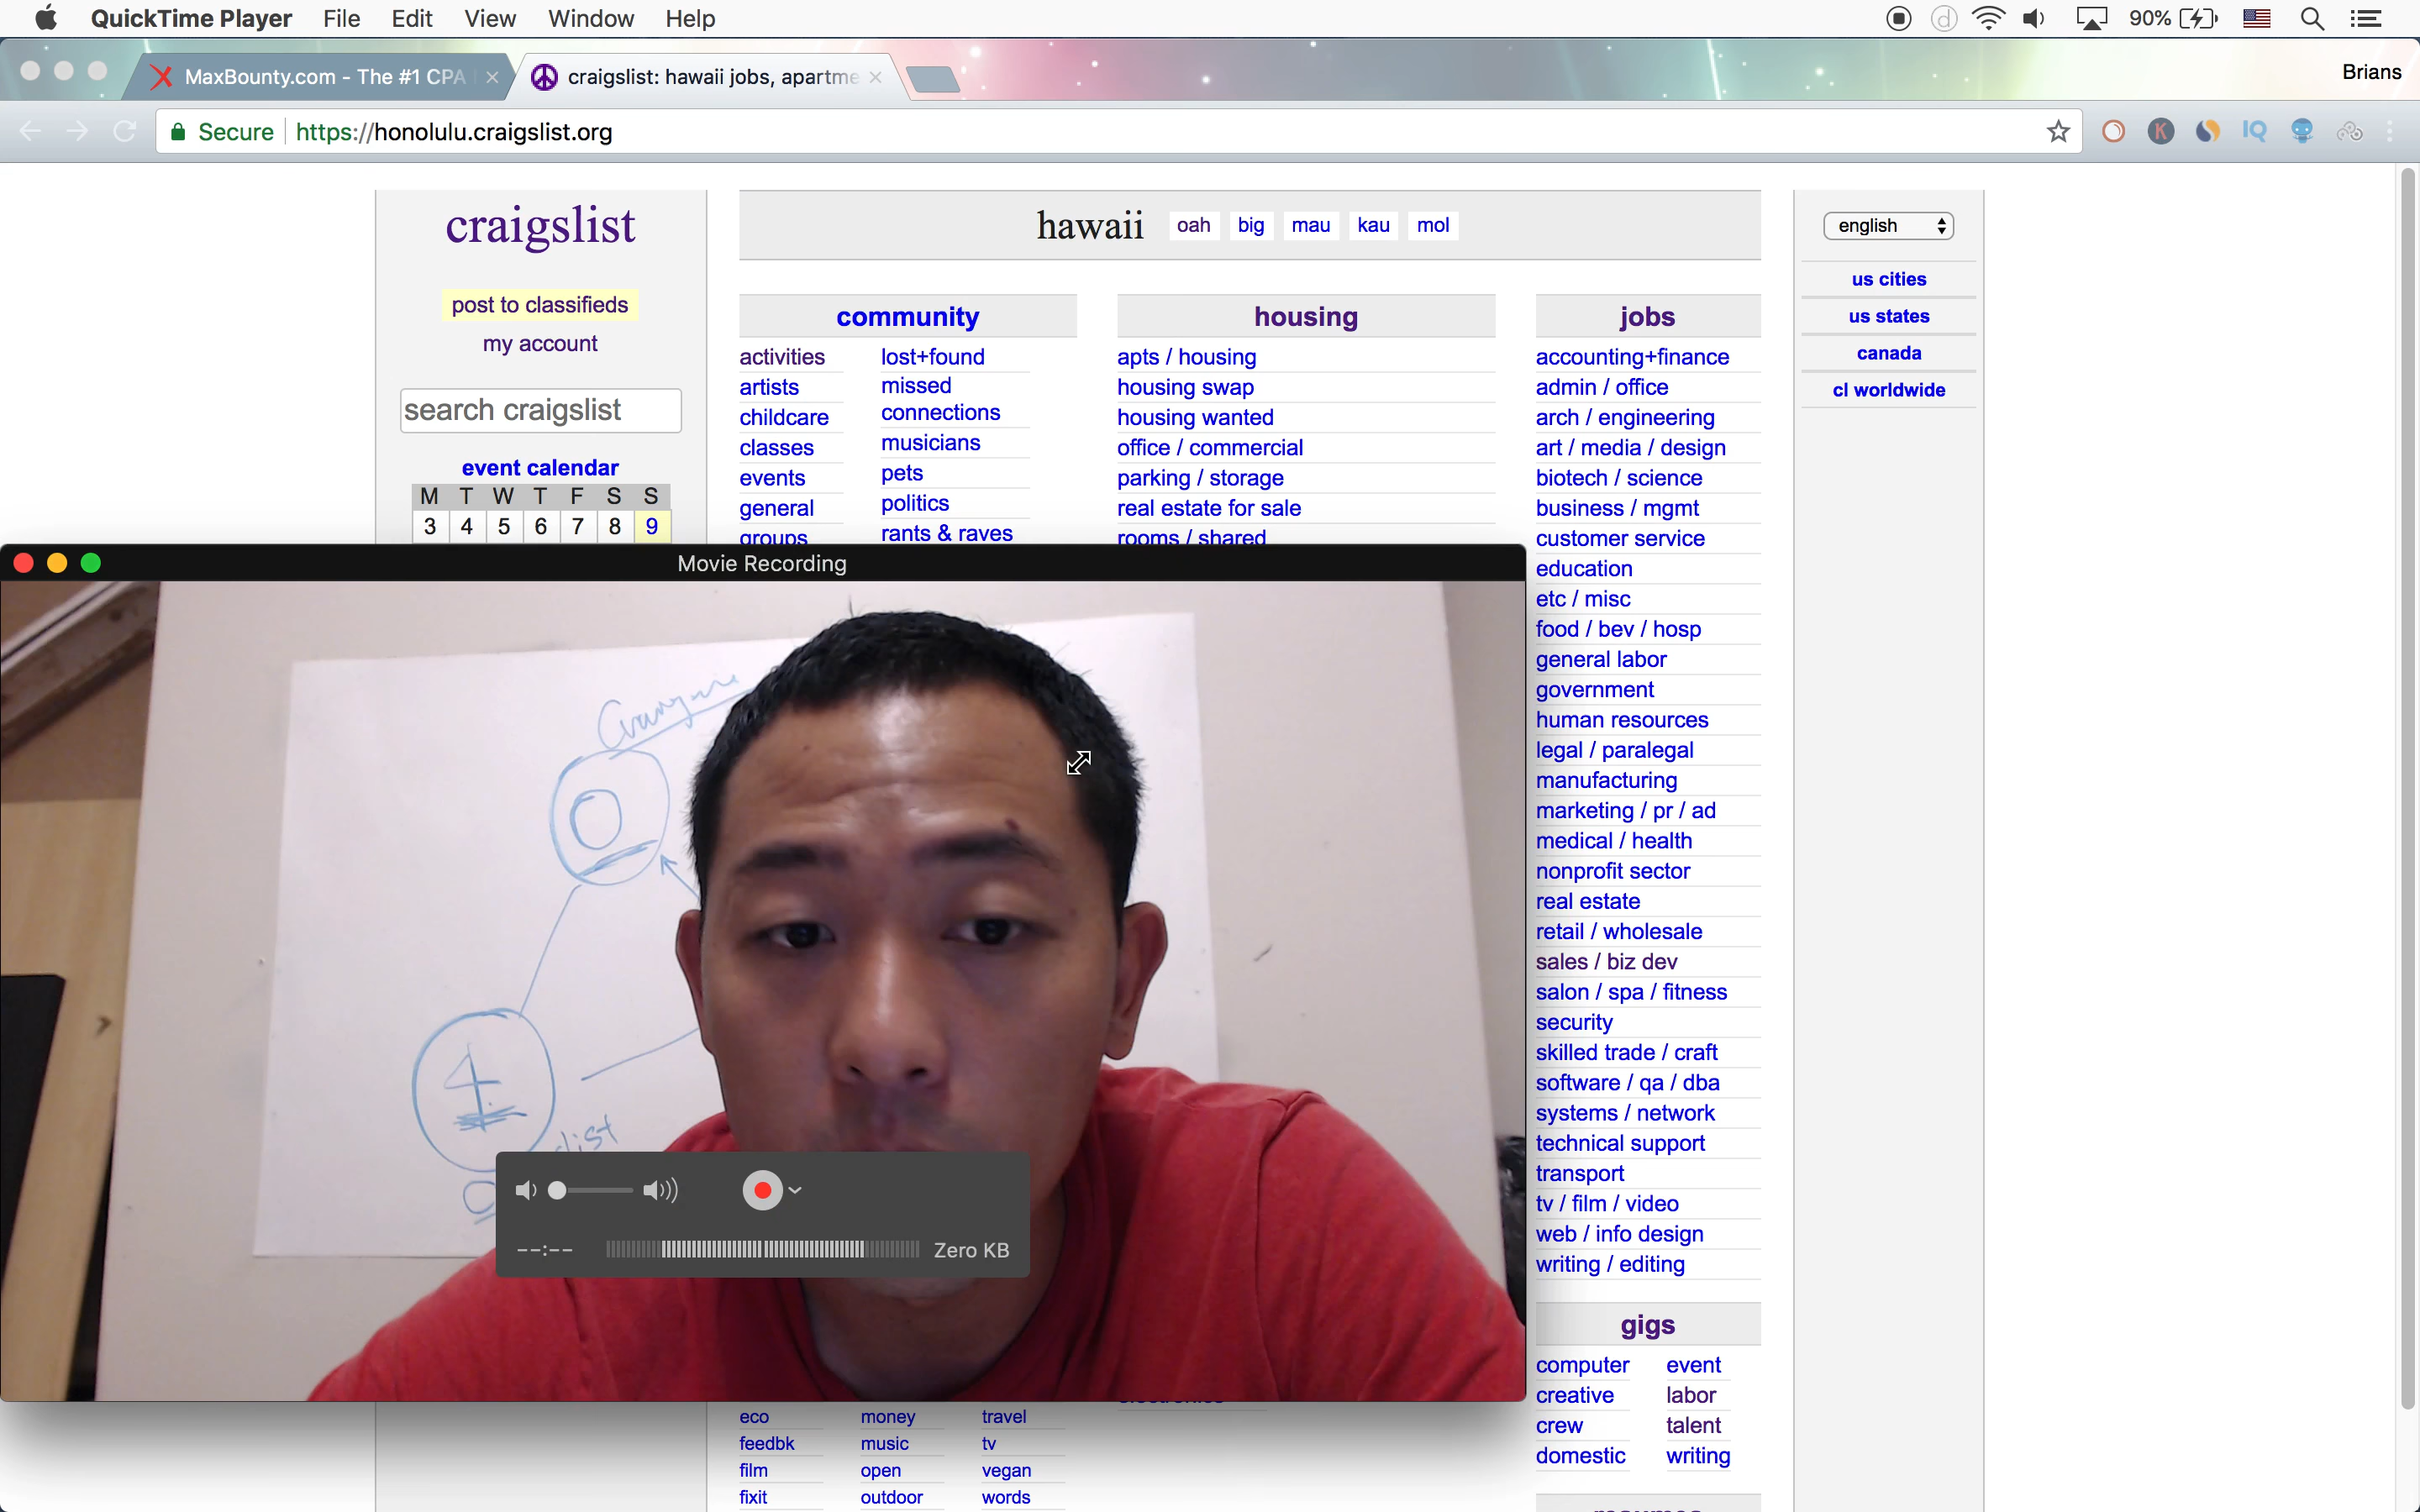 QuickTime Player File Edit View Window Help 90%
MaxBounty.com - The #1 CPA
craigslist: hawaii jobs, apartme
Brians
Secure https://honolulu.craigslist.org
K IQ
craigslist
post to classifieds
my account
search craigslist
event calendar
M T W T F S S
3 4 5 6 7 8 9
hawaii oah big mau kau mol
community
activities
artists
childcare
classes
events
general
groups
lost+found
missed
connections
musicians
pets
politics
rants & raves
housing
apts / housing
housing swap
housing wanted
office / commercial
parking / storage
real estate for sale
rooms / shared
jobs
accounting+finance
admin / office
arch / engineering
art / media / design
biotech / science
business / mgmt
customer service
education
etc / misc
food / bev / hosp
general labor
government
human resources
legal / paralegal
manufacturing
marketing / pr / ad
medical / health
nonprofit sector
real estate
retail / wholesale
sales / biz dev
salon / spa / fitness
security
skilled trade / craft
software / qa / dba
systems / network
technical support
transport
tv / film / video
web / info design
writing / editing
gigs
computer
creative
crew
domestic
event
labor
talent
writing
english
us cities
us states
canada
cl worldwide
Movie Recording
--:-- Zero KB
eco
feedbk
film
fixit
money
music
open
outdoor
travel
tv
vegan
words